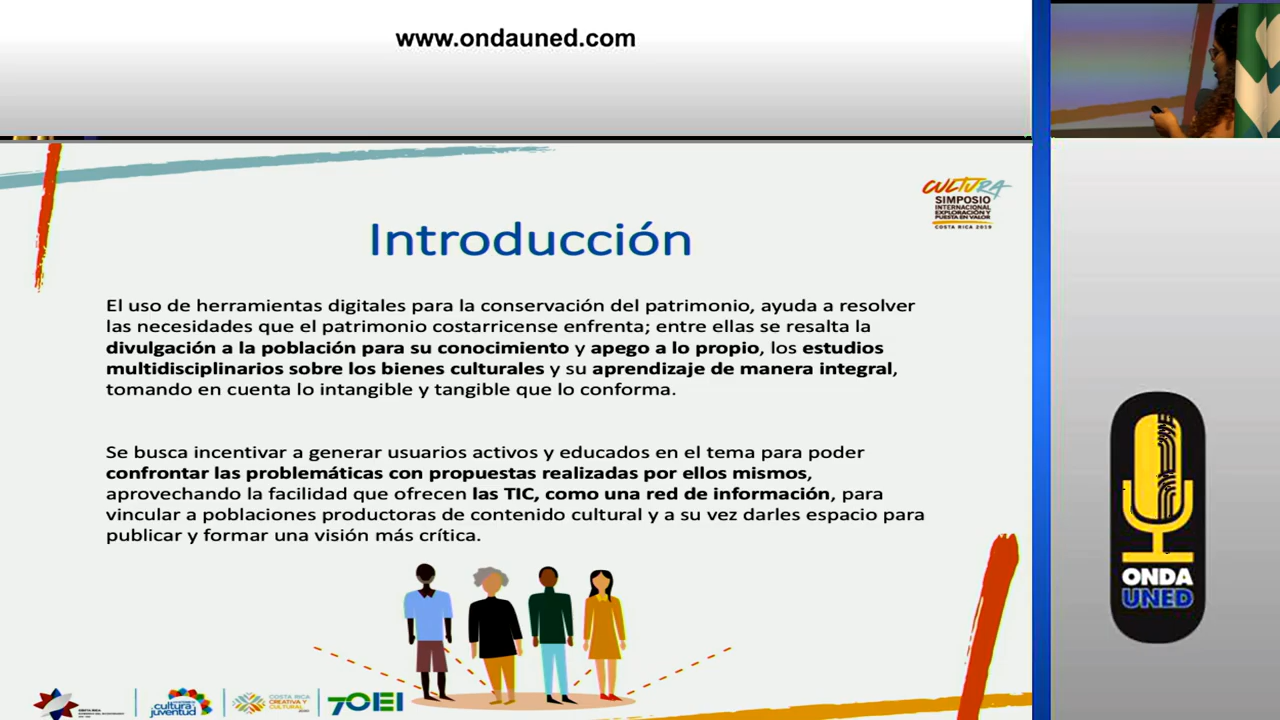 www.ondauned.com
CULTURA
SIMPOSIO
INTERNACIONAL
EXPLORACIÓN Y
PUESTA EN VALOR
COSTA RICA 2019
Introducción
El uso de herramientas digitales para la conservación del patrimonio, ayuda a resolver
las necesidades que el patrimonio costarricense enfrenta; entre ellas se resalta la
divulgación a la población para su conocimiento y apego a lo propio, los estudios
multidisciplinarios sobre los bienes culturales y su aprendizaje de manera integral,
tomando en cuenta lo intangible y tangible que lo conforma.
Se busca incentivar a generar usuarios activos y educados en el tema para poder
confrontar las problemáticas con propuestas realizadas por ellos mismos,
aprovechando la facilidad que ofrecen las TIC, como una red de información, para
vincular a poblaciones productoras de contenido cultural y a su vez darles espacio para
publicar y formar una visión más crítica.
COSTA RICA
cultura
juventud
COSTA RICA
CREATIVA Y
CULTURAL
70 OEI
ONDA
UNED